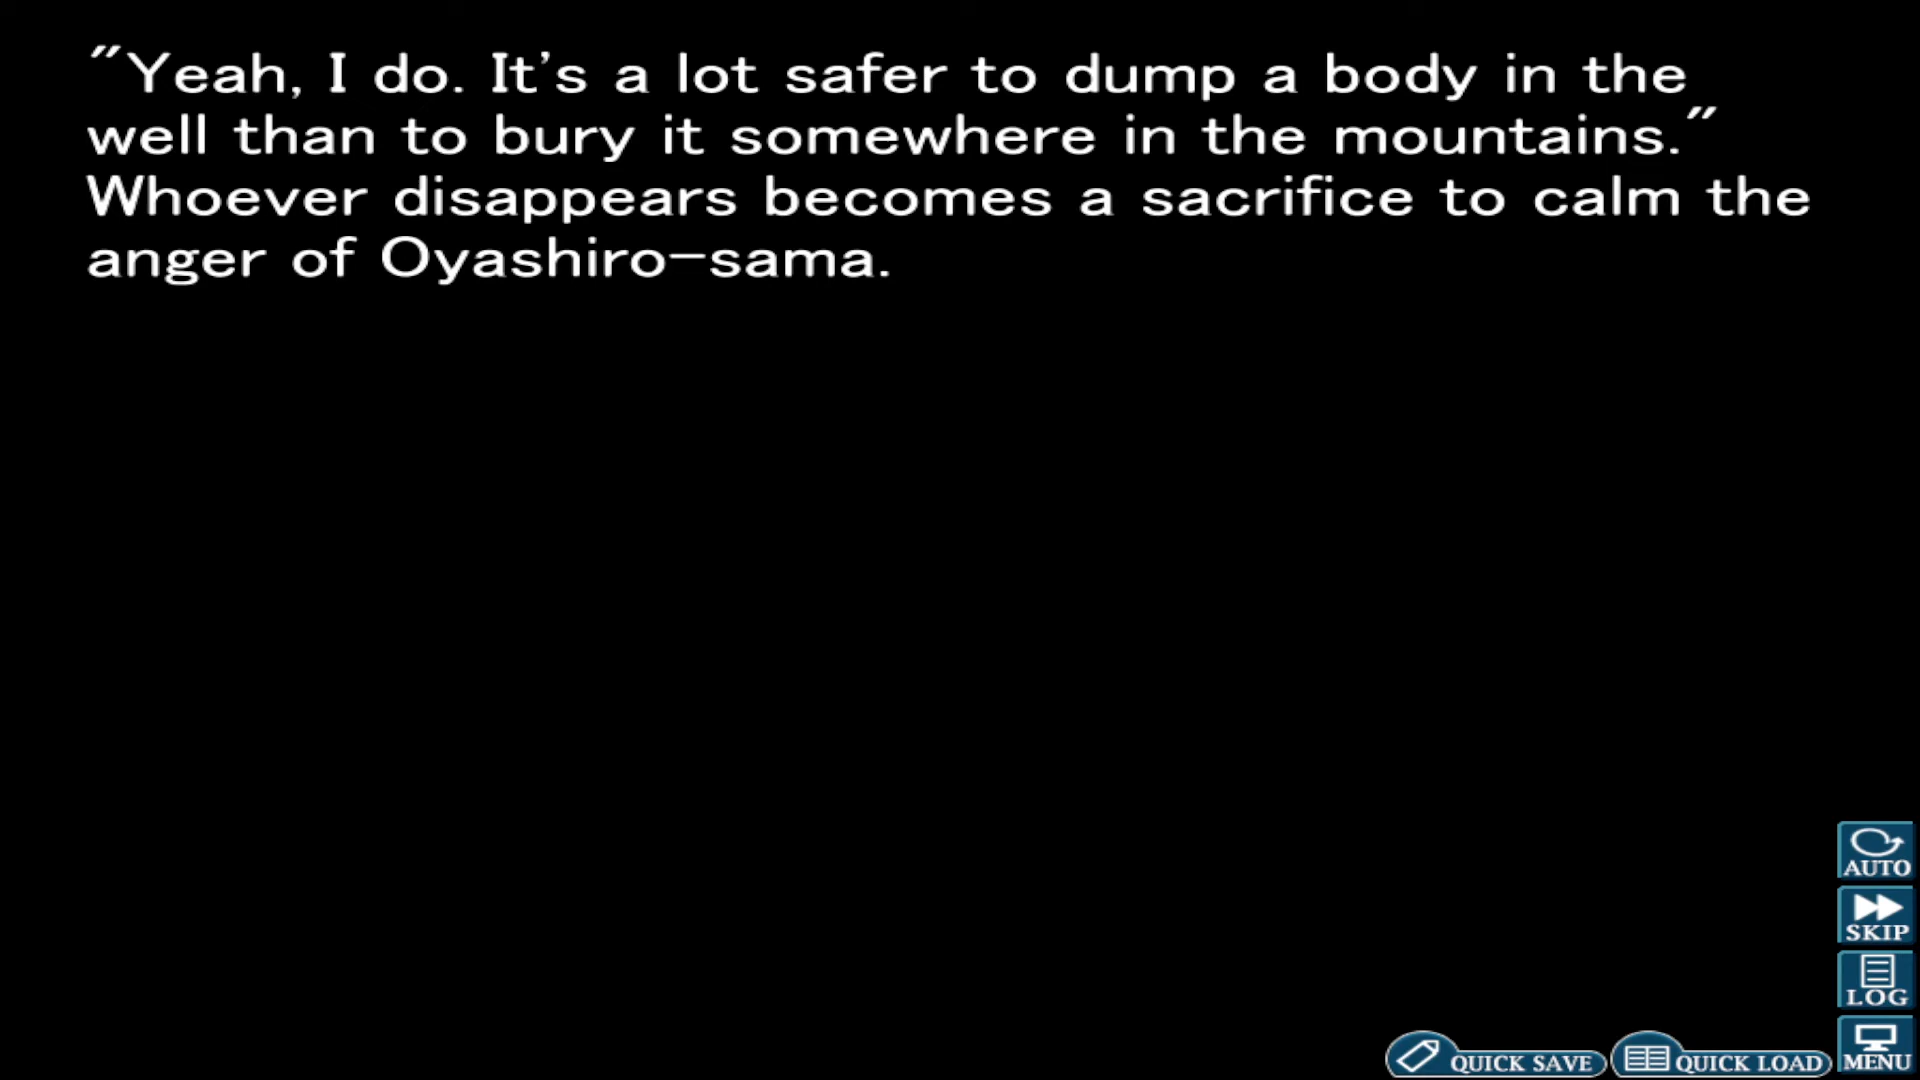 "Yeah, I do. It's a lot safer to dump a body in the
well than to bury it somewhere in the mountains."
Whoever disappears becomes a sacrifice to calm the
anger of Oyashiro-sama.
AUTO
SKIP
LOG
QUICK SAVE
QUICK LOAD
MENU